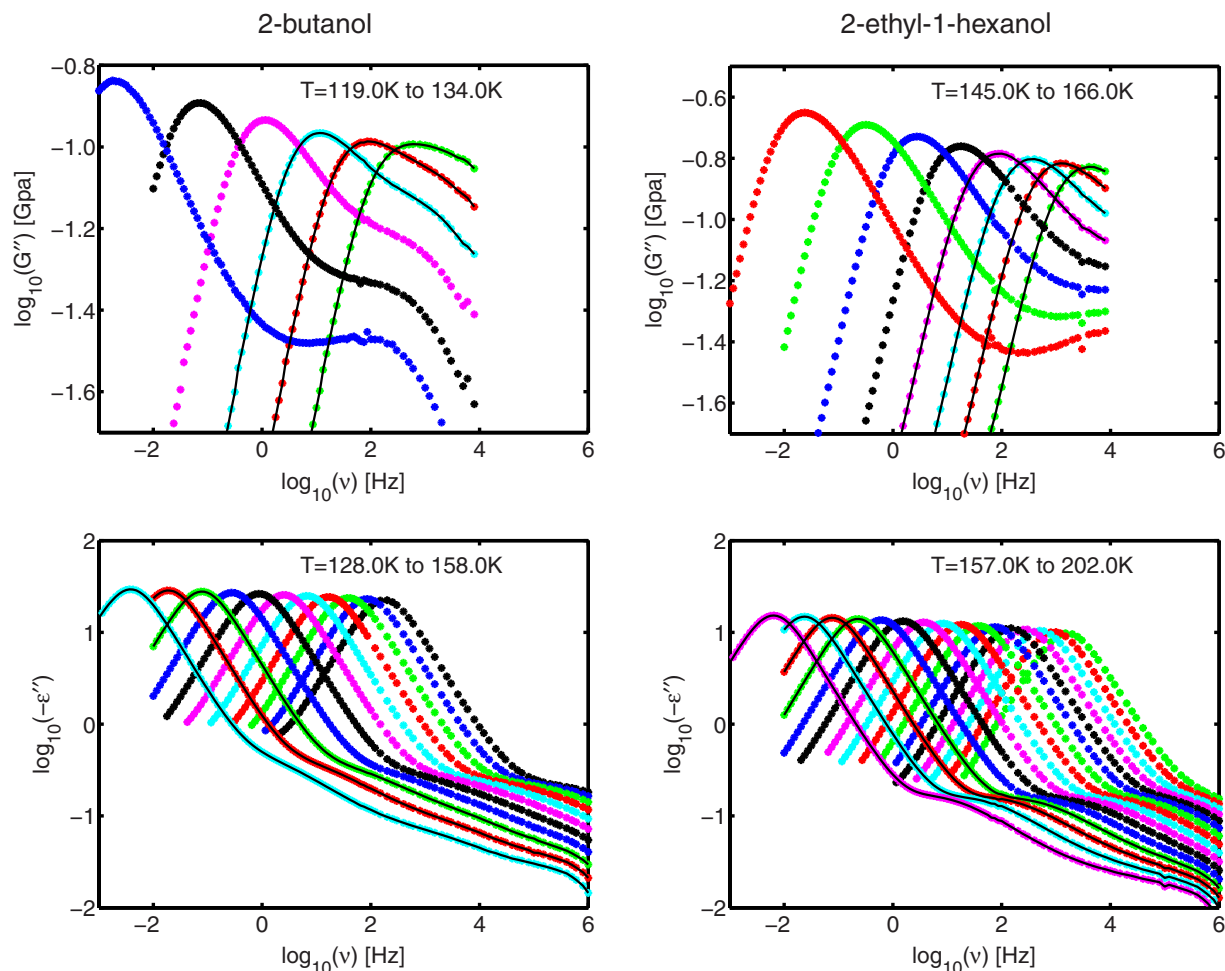 2-butanol
2-ethyl-1-hexanol
T=119.0K to 134.0K
−0.8
−1.0
−1.2
−1.4
−1.6
log10(G″) [Gpa]
−2 0 2 4 6
log10(ν) [Hz]
T=145.0K to 166.0K
−0.6
−0.8
−1.0
−1.2
−1.4
−1.6
log10(G″) [Gpa]
−2 0 2 4 6
log10(ν) [Hz]
T=128.0K to 158.0K
2
1
0
−1
−2
log10(−ε″)
−2 0 2 4 6
log10(ν) [Hz]
T=157.0K to 202.0K
2
1
0
−1
−2
log10(−ε″)
−2 0 2 4 6
log10(ν) [Hz]